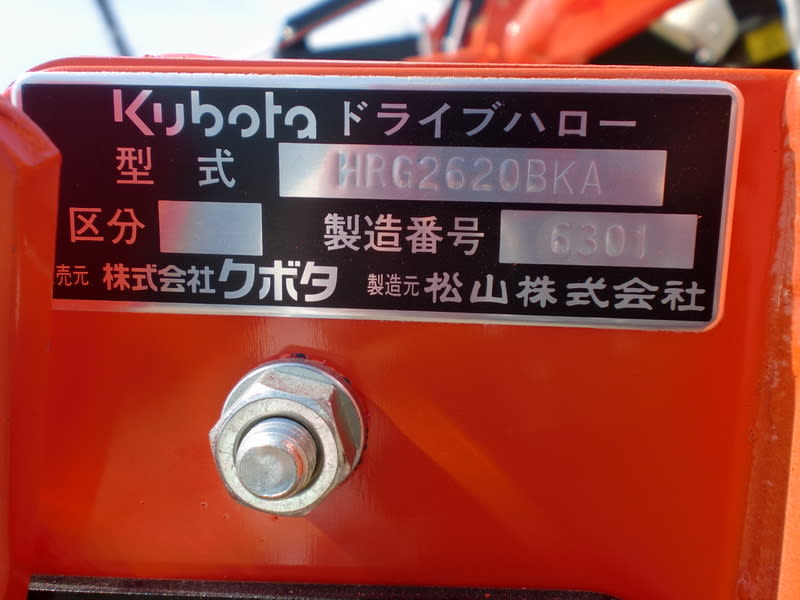 Kubota ドライブハロー
型式 HRG2620BKA
区分 製造番号 6301
売元 株式会社クボタ 製造元 松山株式会社